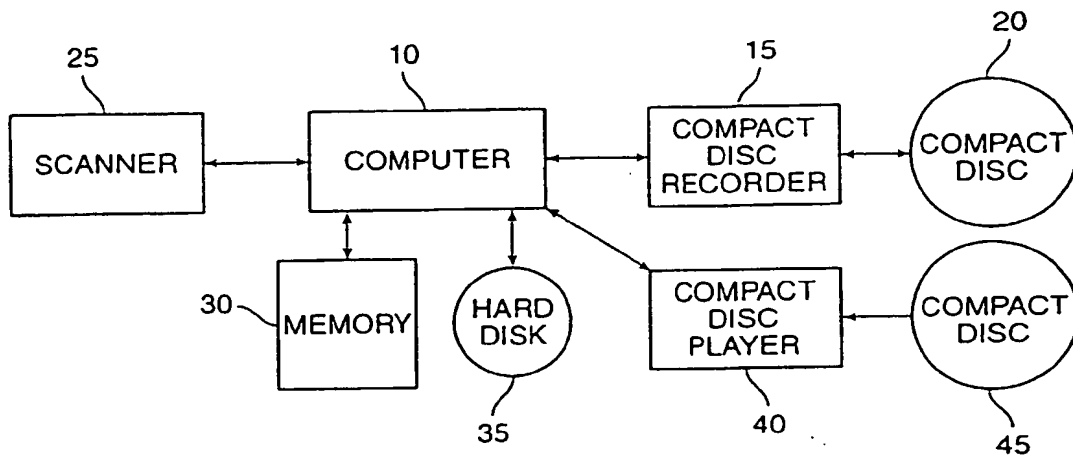 25
10
15
20
SCANNER
COMPUTER
COMPACT
DISC
RECORDER
COMPACT
DISC
30
MEMORY
HARD
DISK
COMPACT
DISC
PLAYER
COMPACT
DISC
35
40
45